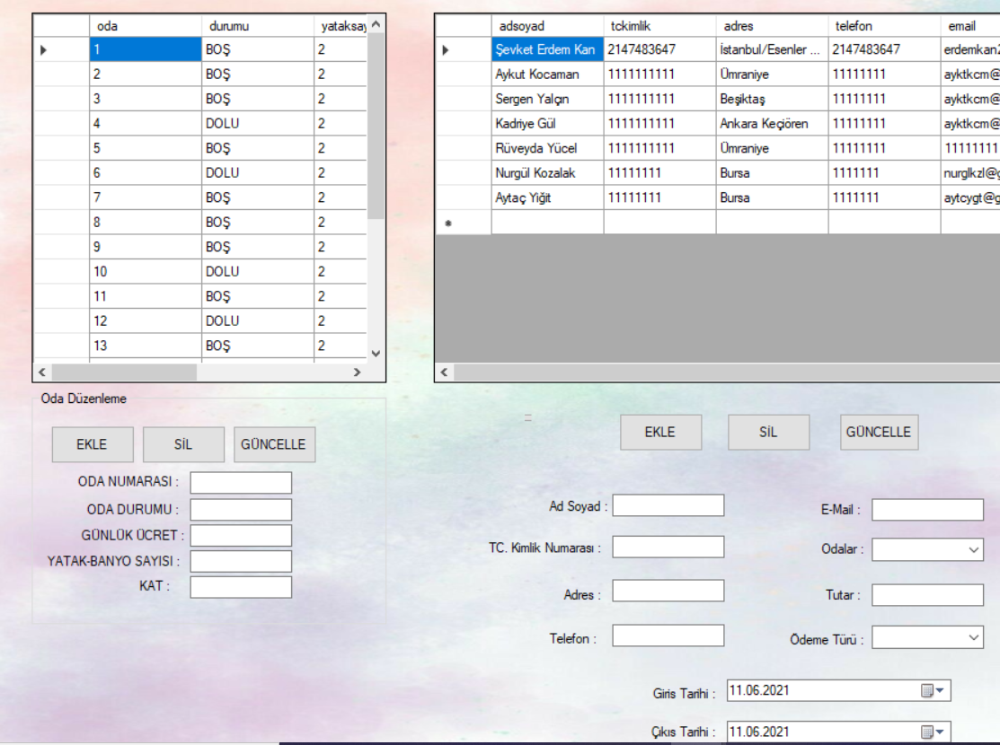 oda durumu yataksay
1 BOŞ 2
2 BOŞ 2
3 BOŞ 2
4 DOLU 2
5 BOŞ 2
6 DOLU 2
7 BOŞ 2
8 BOŞ 2
9 BOŞ 2
10 DOLU 2
11 BOŞ 2
12 DOLU 2
13 BOŞ 2
adsoyad tckimlik adres telefon email
Şevket Erdem Kan 2147483647 İstanbul/Esenler ... 2147483647 erdemkan2
Aykut Kocaman 1111111111 Ümraniye 11111111 ayktkcm@
Sergen Yalçın 1111111111 Beşiktaş 11111111 ayktkcm@
Kadriye Gül 1111111111 Ankara Keçiören 11111111 ayktkcm@
Rüveyda Yücel 1111111111 Ümraniye 11111111 11111111
Nurgül Kozalak 11111111 Bursa 1111111 nurglkzl@g
Aytaç Yiğit 11111111 Bursa 1111111 aytcygt@g
Oda Düzenleme
EKLE SİL GÜNCELLE
ODA NUMARASI :
ODA DURUMU :
GÜNLÜK ÜCRET :
YATAK-BANYO SAYISI :
KAT :
EKLE SİL GÜNCELLE
Ad Soyad : E-Mail :
TC. Kimlik Numarası : Odalar :
Adres : Tutar :
Telefon : Ödeme Türü :
Giris Tarihi : 11.06.2021
Çıkıs Tarihi : 11.06.2021